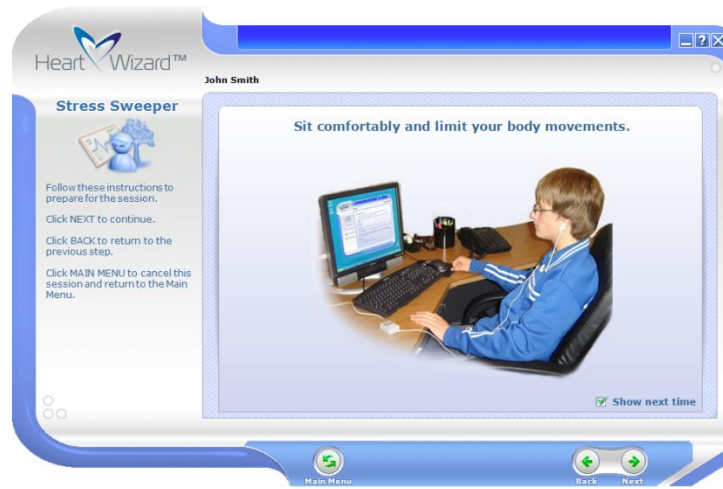 Heart Wizard™
John Smith
Stress Sweeper
Follow these instructions to
prepare for the session.
Click NEXT to continue.
Click BACK to return to the
previous step.
Click MAIN MENU to cancel this
session and return to the Main
Menu.
Sit comfortably and limit your body movements.
Show next time
Main Menu
Back
Next